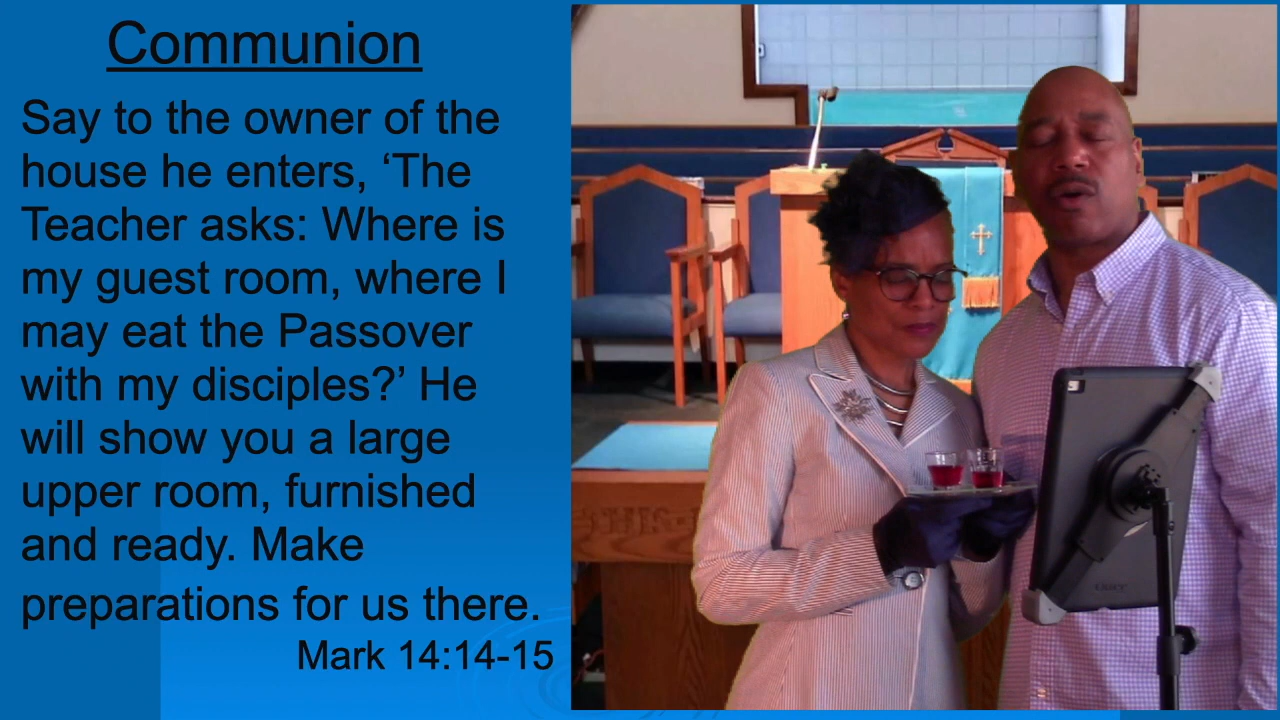 Communion
Say to the owner of the
house he enters, ‘The
Teacher asks: Where is
my guest room, where I
may eat the Passover
with my disciples?’ He
will show you a large
upper room, furnished
and ready. Make
preparations for us there.
Mark 14:14-15
THIS